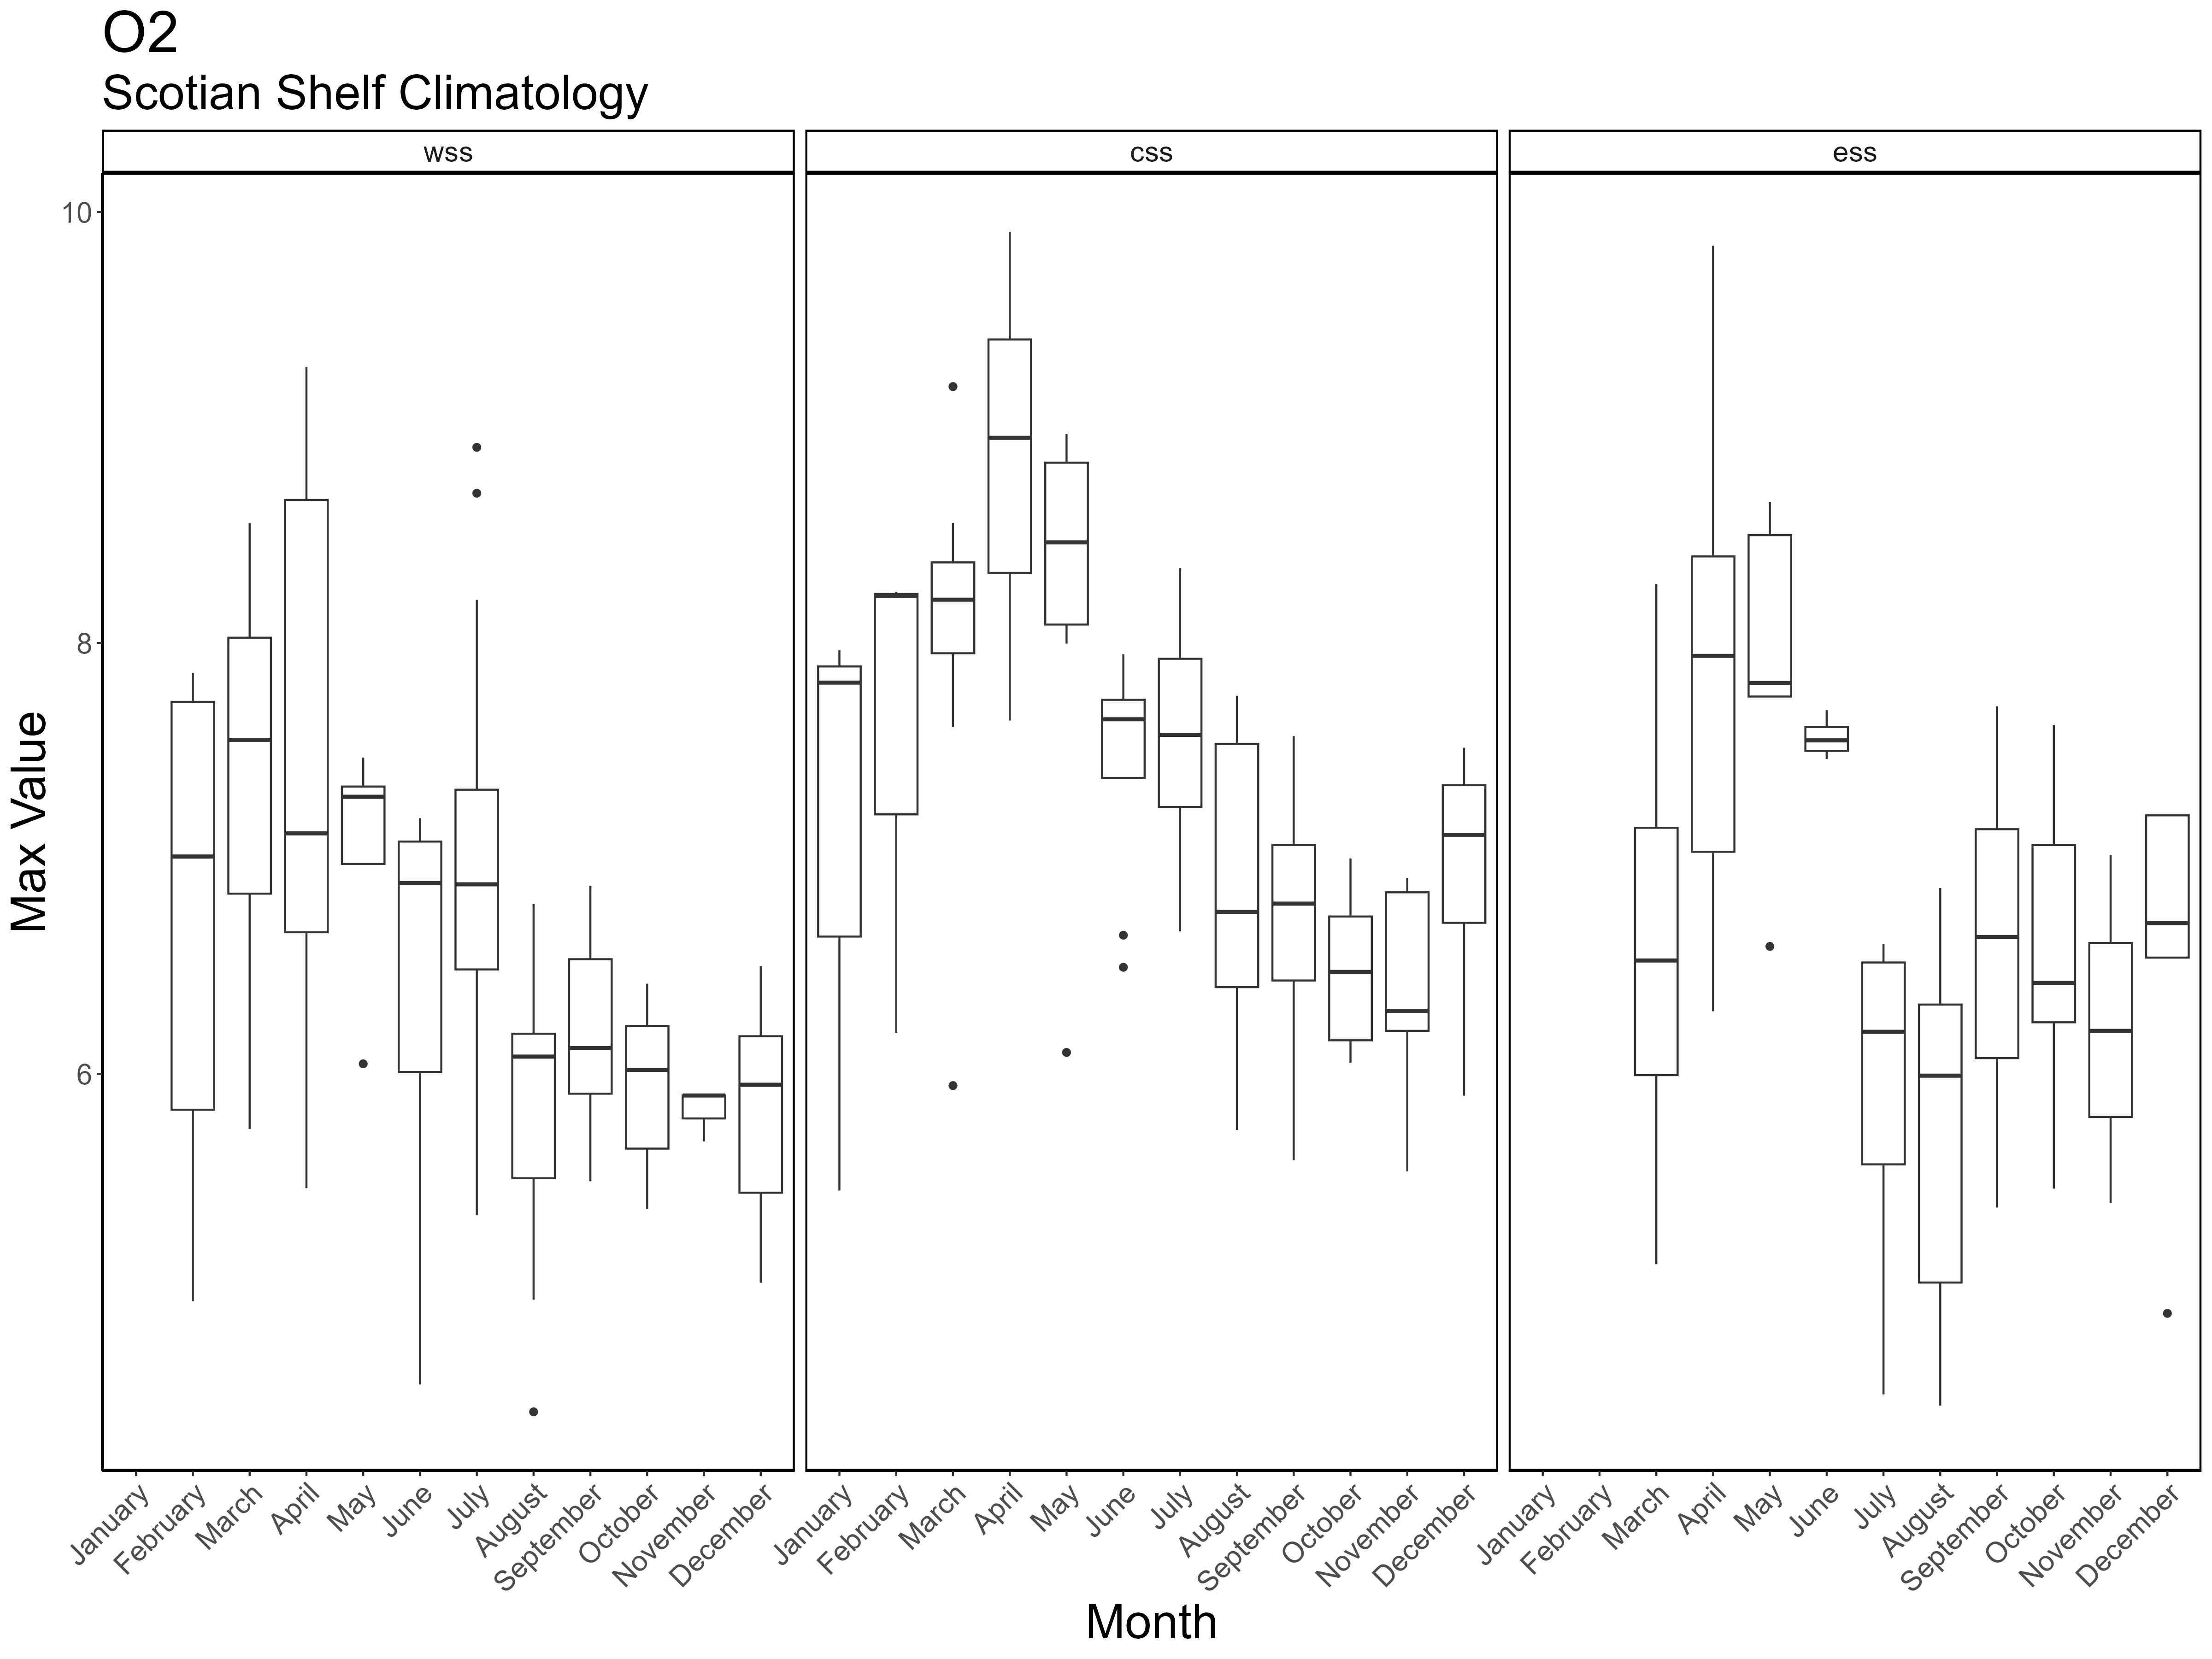 O2
Scotian Shelf Climatology
wss
css
ess
Max Value
10
8
6
January
February
March
April
May
June
July
August
September
October
November
December
January
February
March
April
May
June
July
August
September
October
November
December
January
February
March
April
May
June
July
August
September
October
November
December
Month